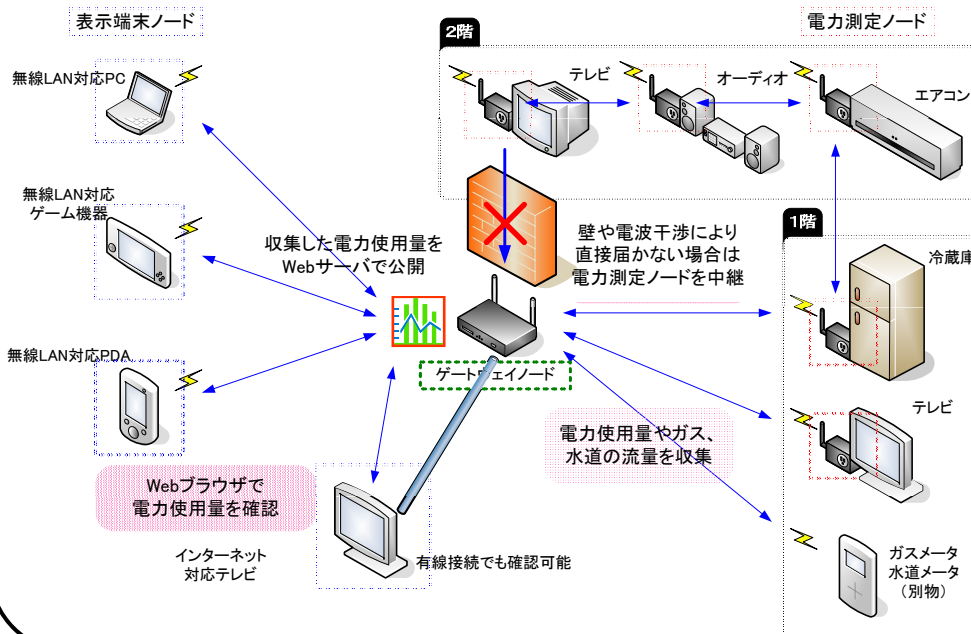 表示端末ノード
2階
電力測定ノード
無線LAN対応PC
テレビ
オーディオ
エアコン
無線LAN対応
ゲーム機器
収集した電力使用量を
Webサーバで公開
壁や電波干渉により
直接届かない場合は
電力測定ノードを中継
1階
冷蔵庫
無線LAN対応PDA
ゲートウェイノード
テレビ
電力使用量やガス、
水道の流量を収集
Webブラウザで
電力使用量を確認
インターネット
対応テレビ
有線接続でも確認可能
ガスメータ
水道メータ
（別物）